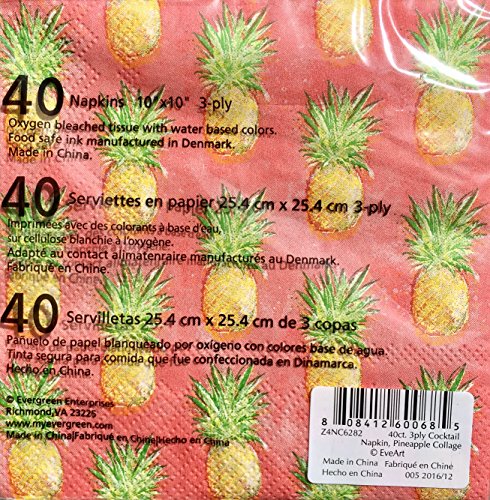 40 Napkins 10"x10" 3-ply
Oxygen bleached tissue with water based colors.
Food safe ink manufactured in Denmark.
Made in China.
40 Serviettes en papier 25.4 cm x 25.4 cm 3-ply
Imprimées avec des colorants à base d'eau,
sur cellulose blanchie à l'oxygène.
Adapté au contact alimatenraire manufacturés au Denmark.
Fabriqué en Chine.
40 Servilletas 25.4 cm x 25.4 cm de 3 copas
Pañuelo de papel blanqueado por oxígeno con colores base de agua.
Tinta segura para comida que fue confeccionada en Dinamarca.
Hecho en China.
© Evergreen Enterprises
Richmond,VA 23225
www.myevergreen.com
Made in China|Fabriqué en Chine|Hecho en China
8 08412 60068 5
Z4NC6282 40ct. 3ply Cocktail
Napkin, Pineapple Collage
© EveArt
Made in China Fabriqué en Chine
Hecho en China 005 2016/12